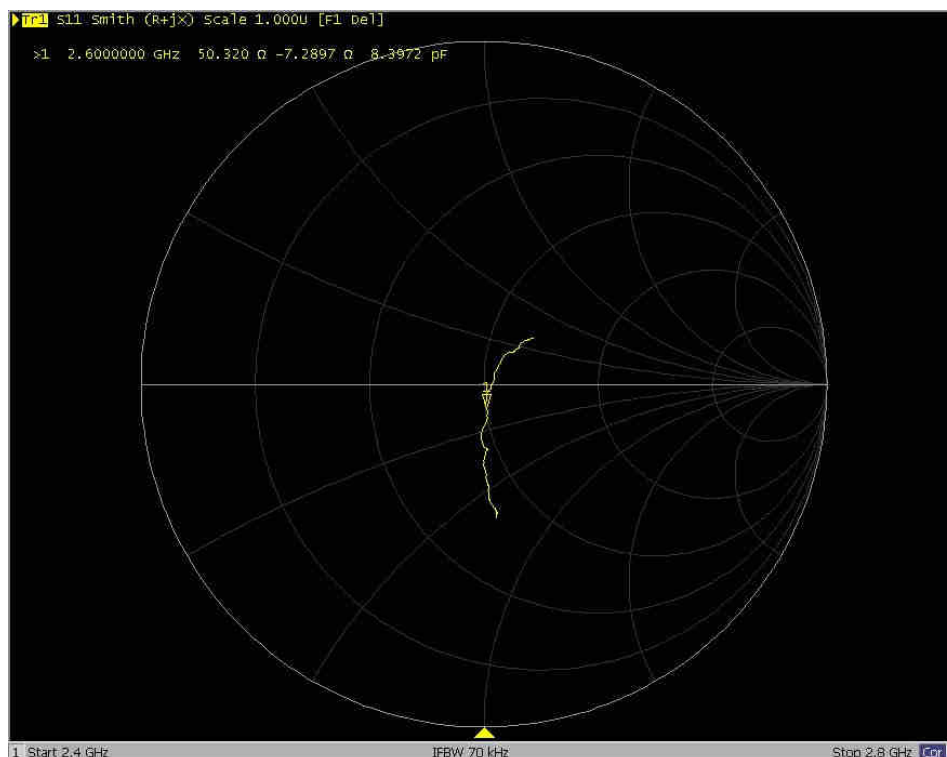 Tr1 S11 Smith (R+jX) Scale 1.000U [F1 Del]
>1 2.6000000 GHz 50.320 Ω -7.2897 Ω 8.3972 pF
1
1 Start 2.4 GHz IFBW 70 kHz Stop 2.8 GHz Cor